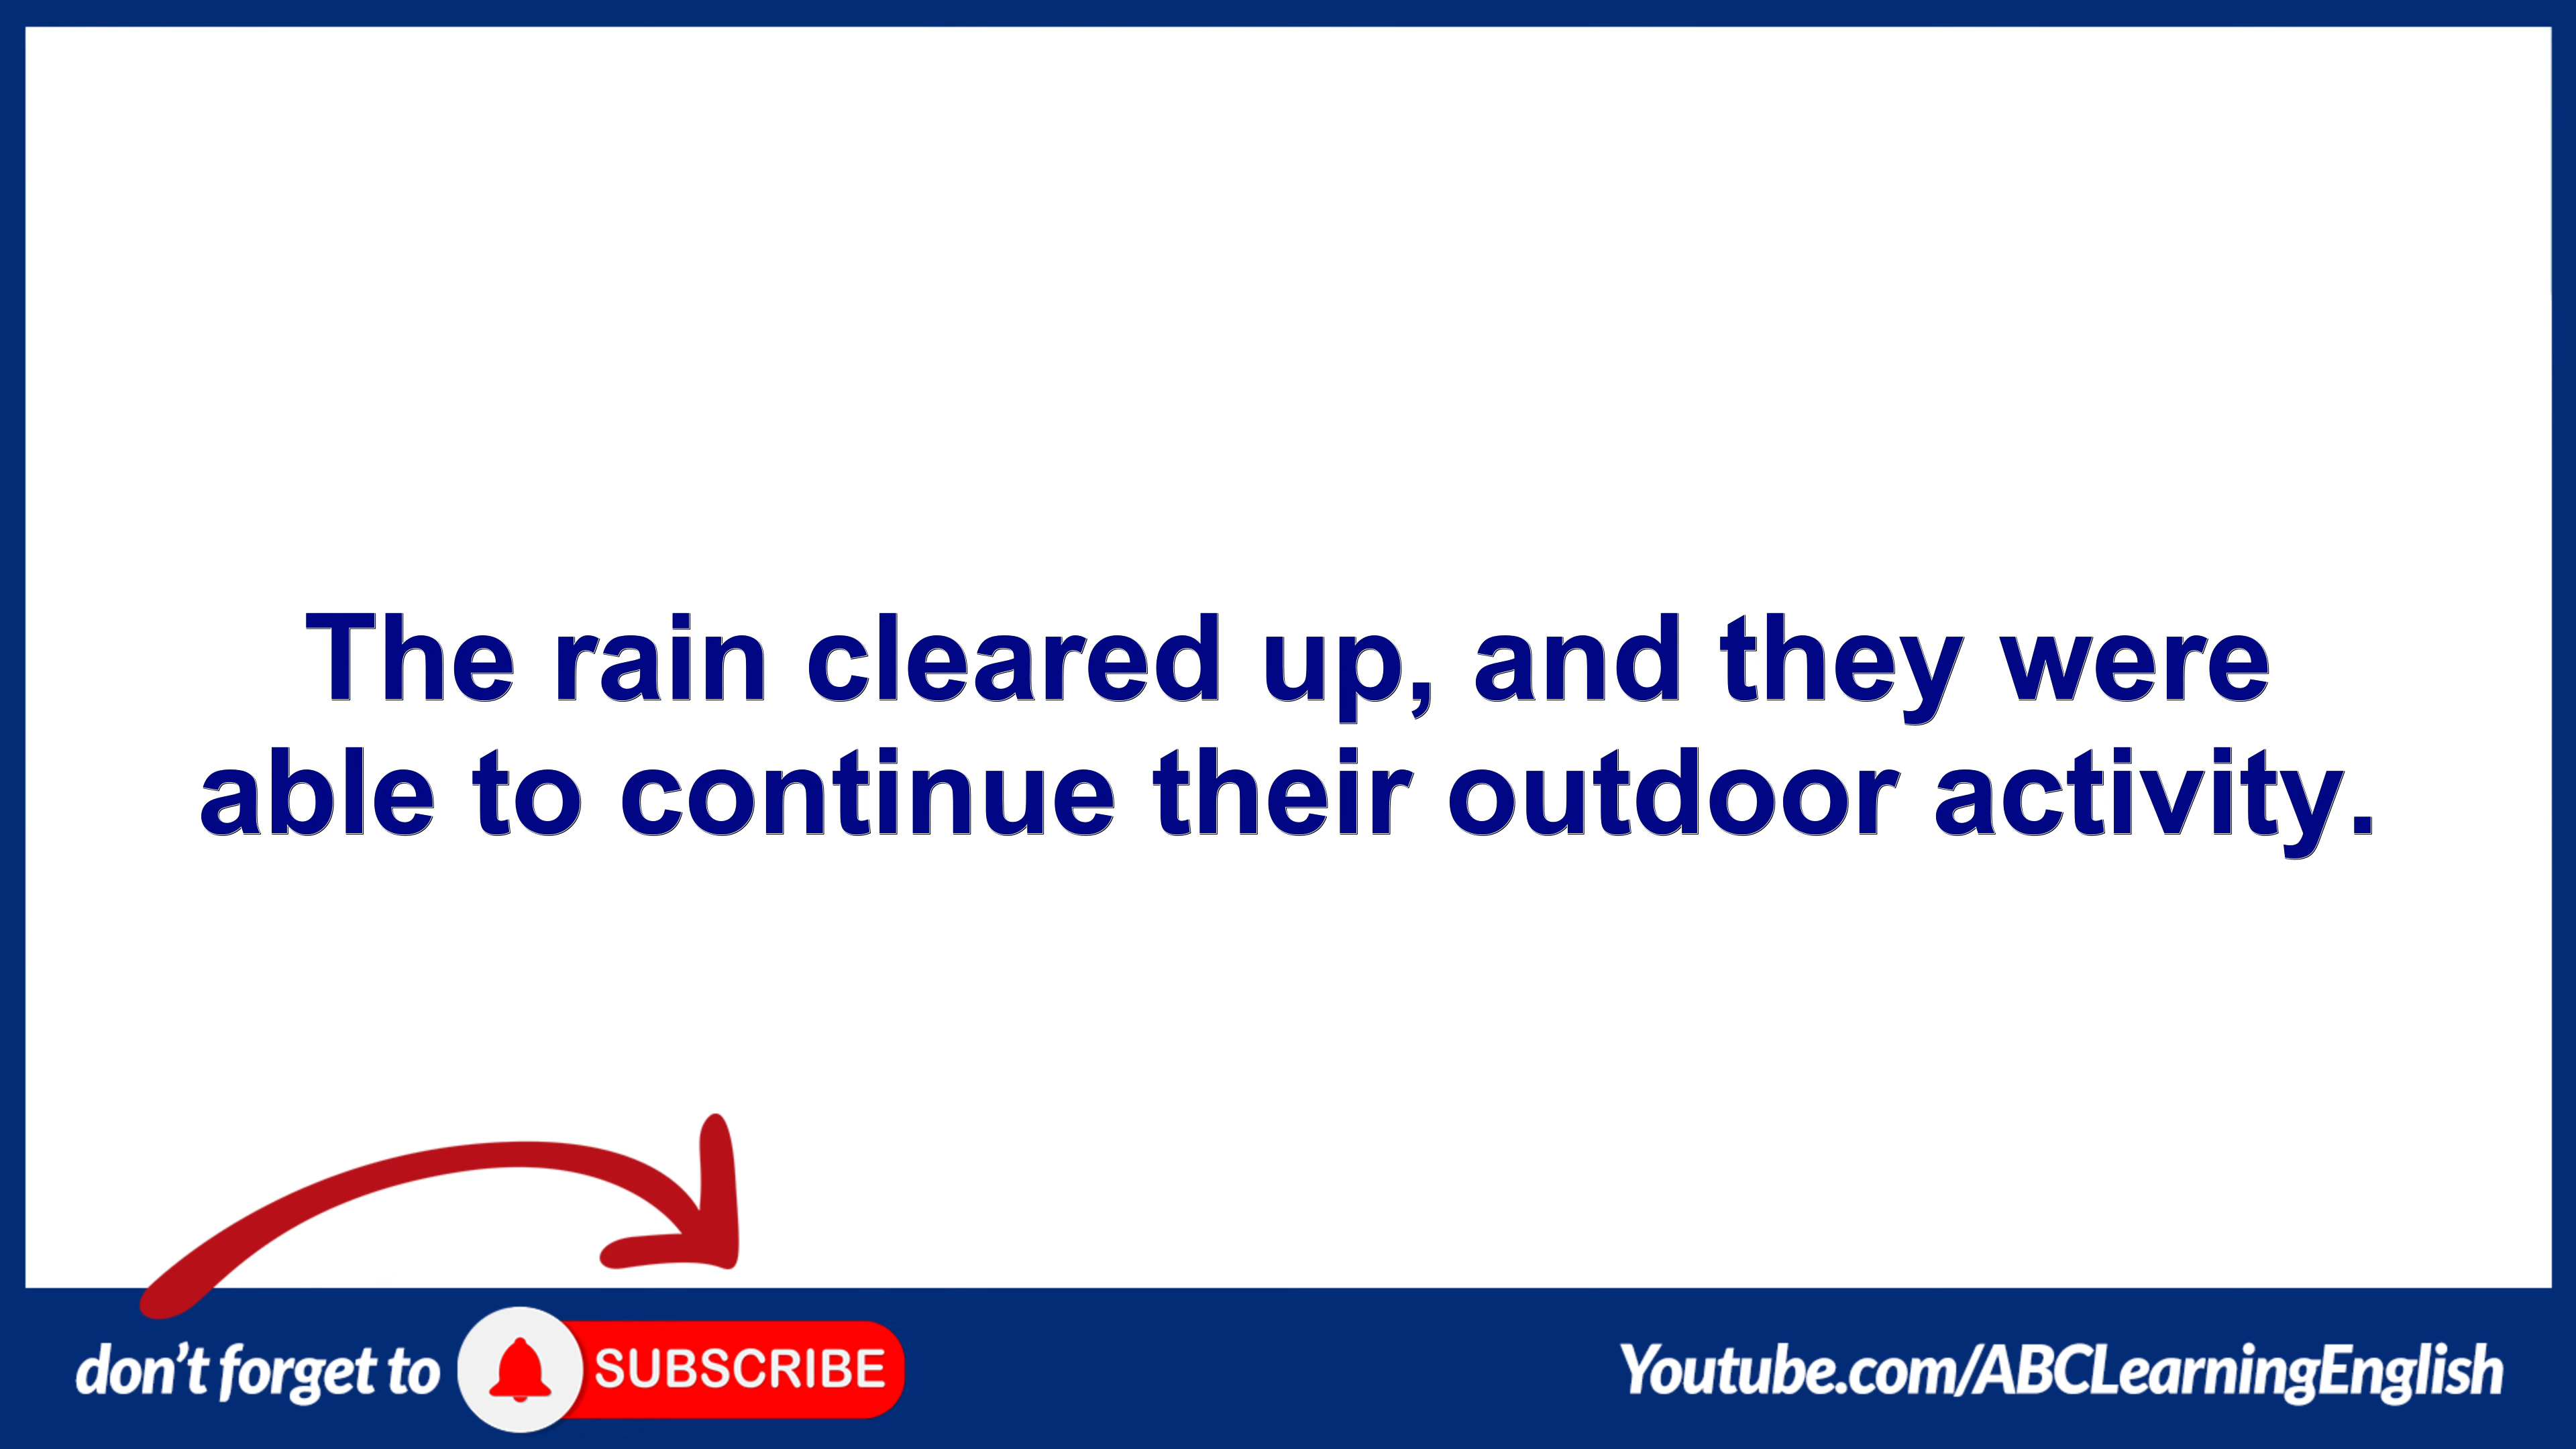 The rain cleared up, and they were
able to continue their outdoor activity.
don't forget to SUBSCRIBE
Youtube.com/ABCLearningEnglish